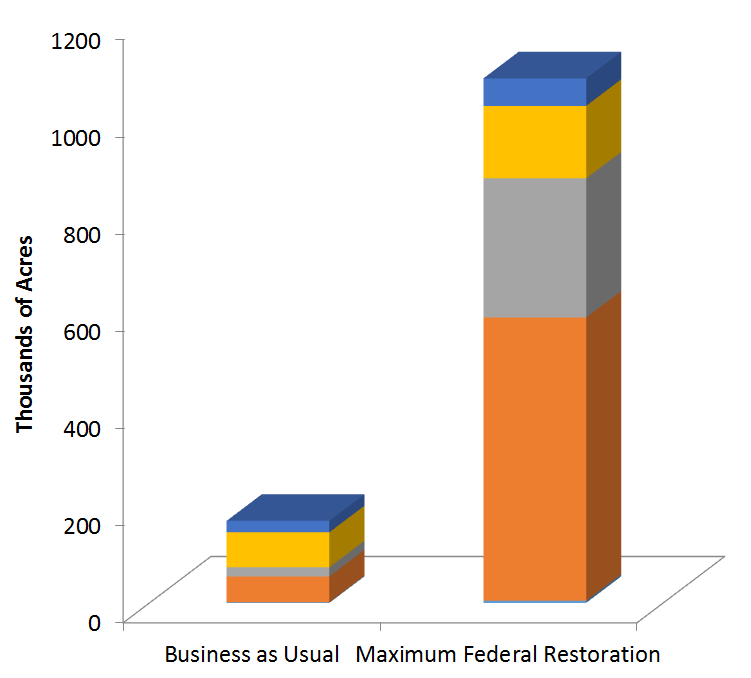 1200
1000
800
600
400
200
0
Thousands of Acres
Business as Usual
Maximum Federal Restoration